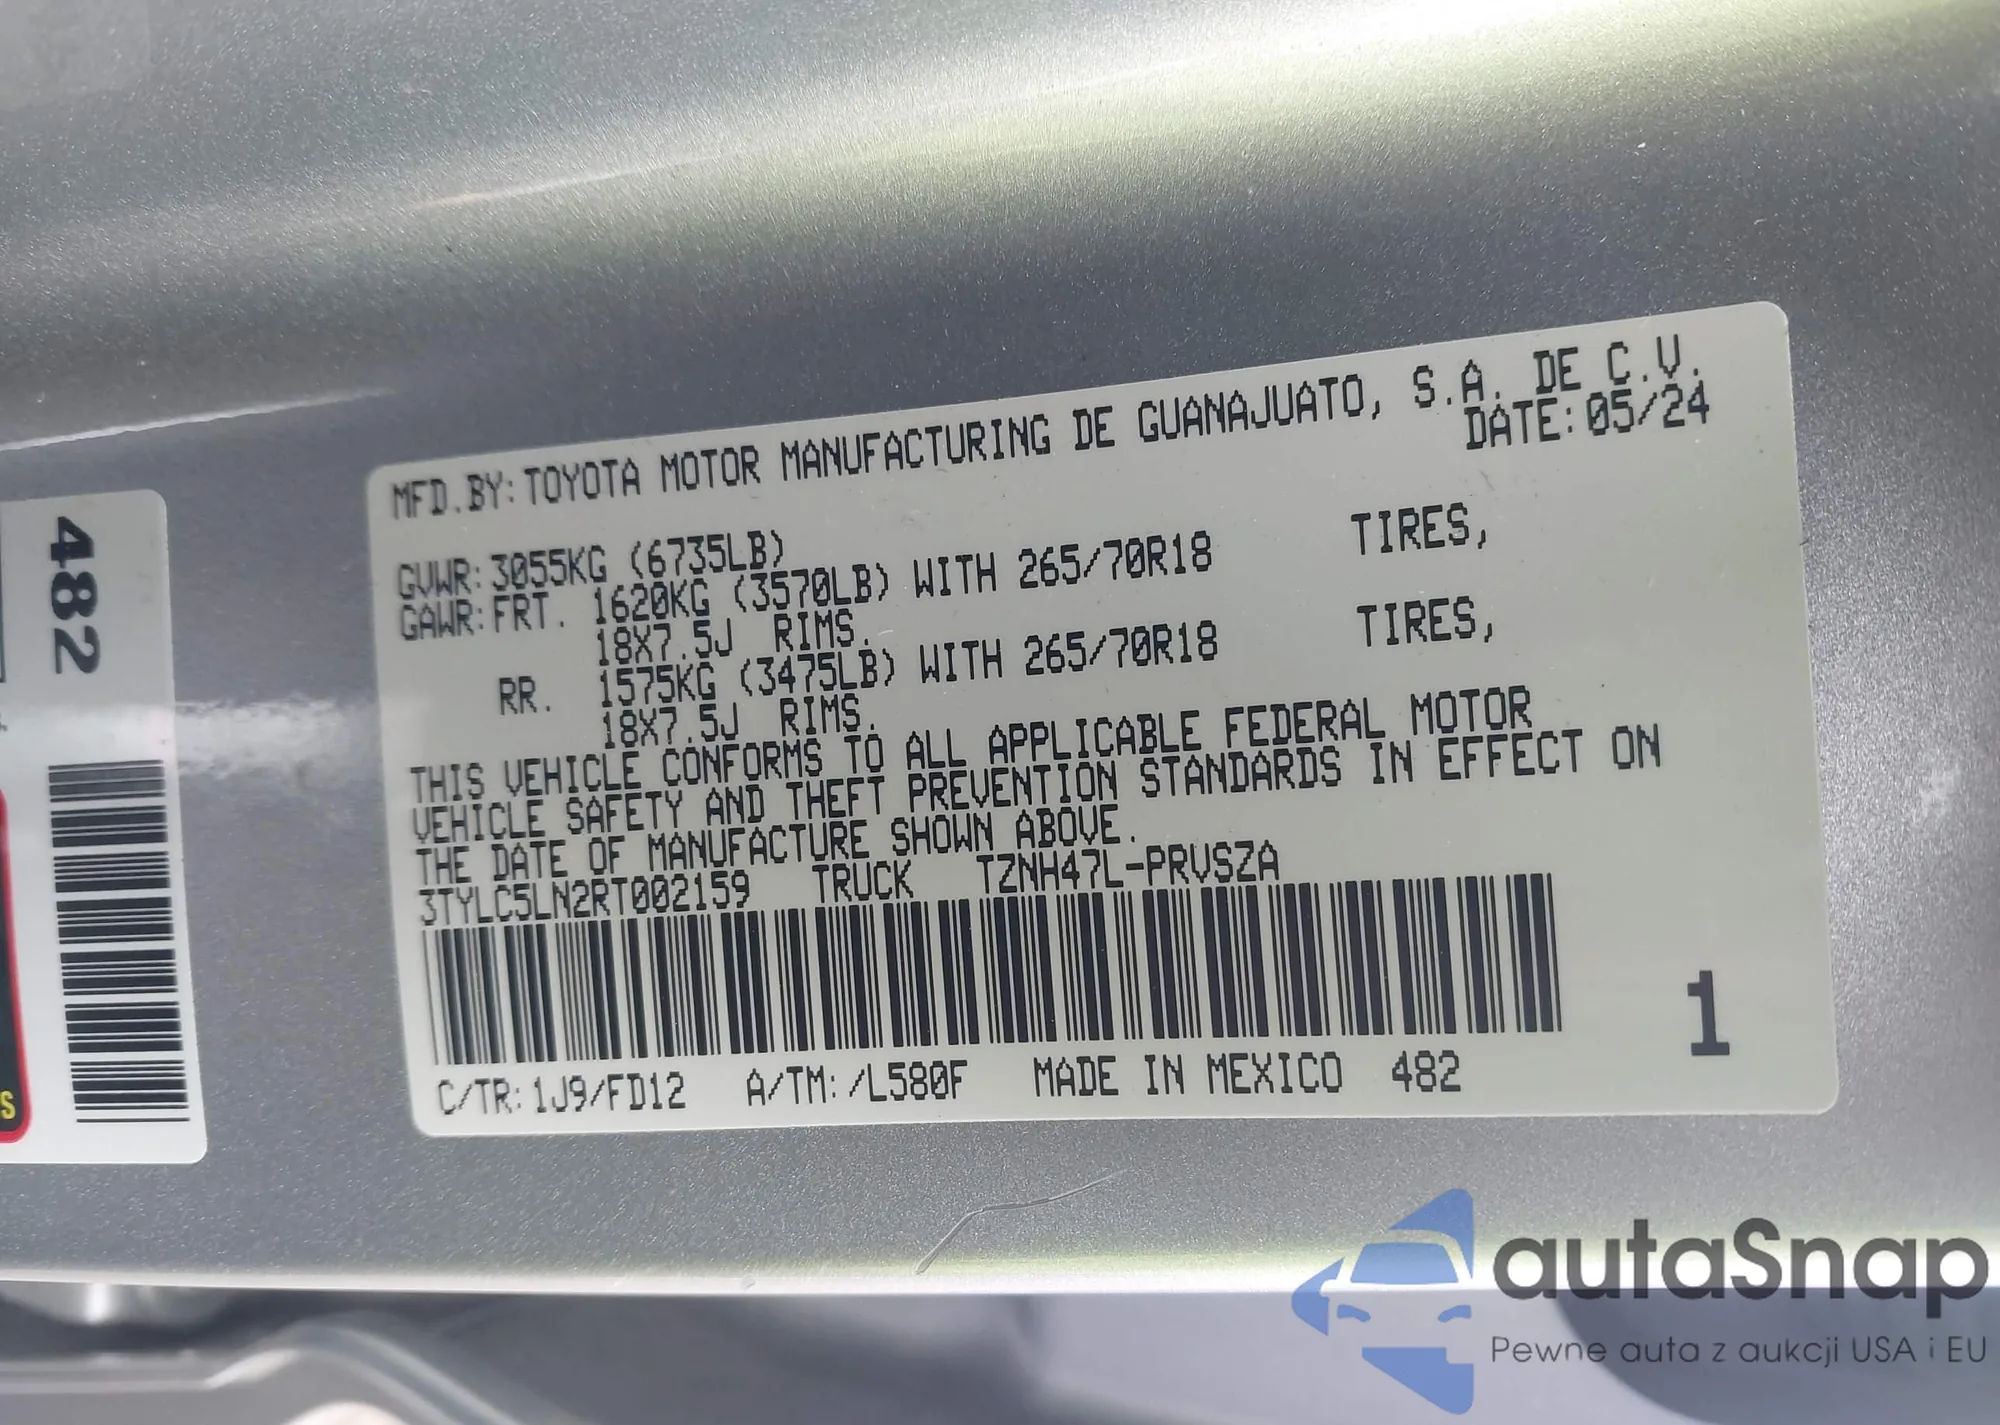 MFD.BY:TOYOTA MOTOR MANUFACTURING DE GUANAJUATO, S.A. DE C.V.
DATE:05/24
GVWR:3055KG (6735LB)
GAWR:FRT. 1620KG (3570LB) WITH 265/70R18 TIRES,
18X7.5J RIMS.
RR. 1575KG (3475LB) WITH 265/70R18 TIRES,
18X7.5J RIMS.
THIS VEHICLE CONFORMS TO ALL APPLICABLE FEDERAL MOTOR
VEHICLE SAFETY AND THEFT PREVENTION STANDARDS IN EFFECT ON
THE DATE OF MANUFACTURE SHOWN ABOVE.
3TYLC5LN2RT002159 TRUCK TZNH47L-PRVSZA
1
C/TR:1J9/FD12 A/TM:/L580F MADE IN MEXICO 482
482
S
autaSnap
Pewne auta z aukcji USA i EU